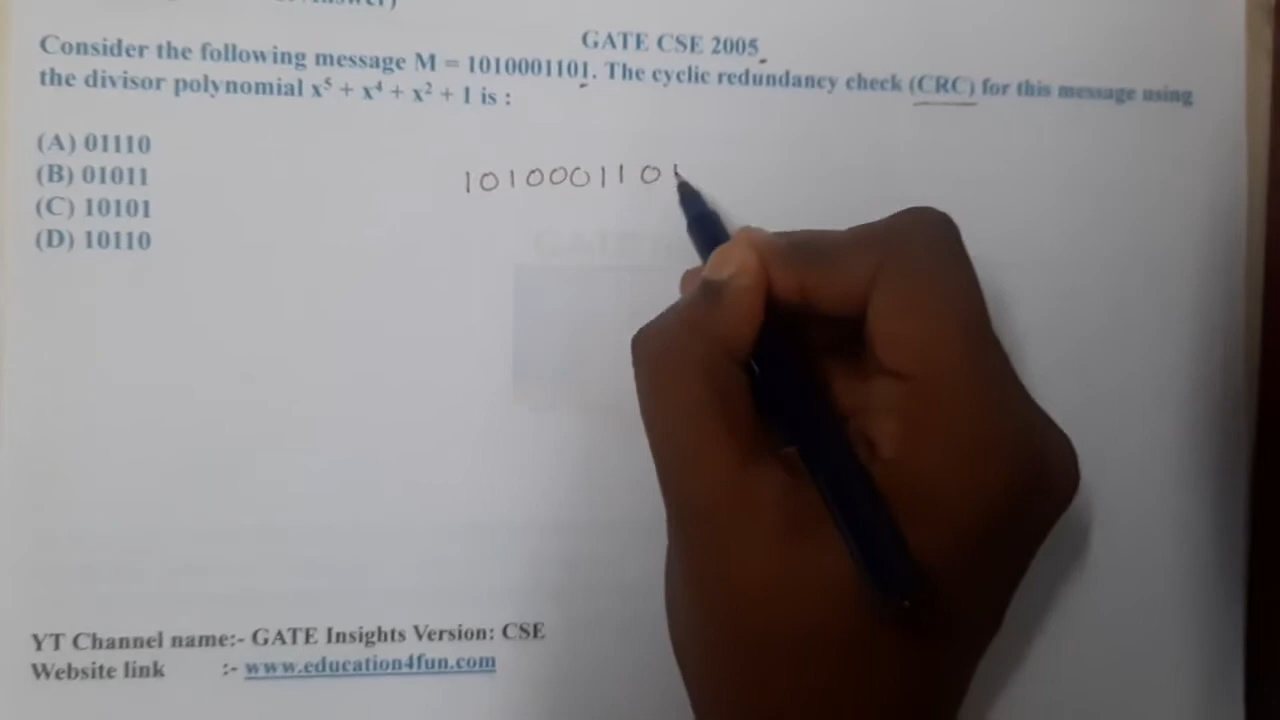 GATE CSE 2005
Consider the following message M = 1010001101. The cyclic redundancy check (CRC) for this message using
the divisor polynomial x⁵ + x⁴ + x² + 1 is :
(A) 01110
(B) 01011
(C) 10101
(D) 10110
1010001101
YT Channel name:- GATE Insights Version: CSE
Website link :- www.education4fun.com